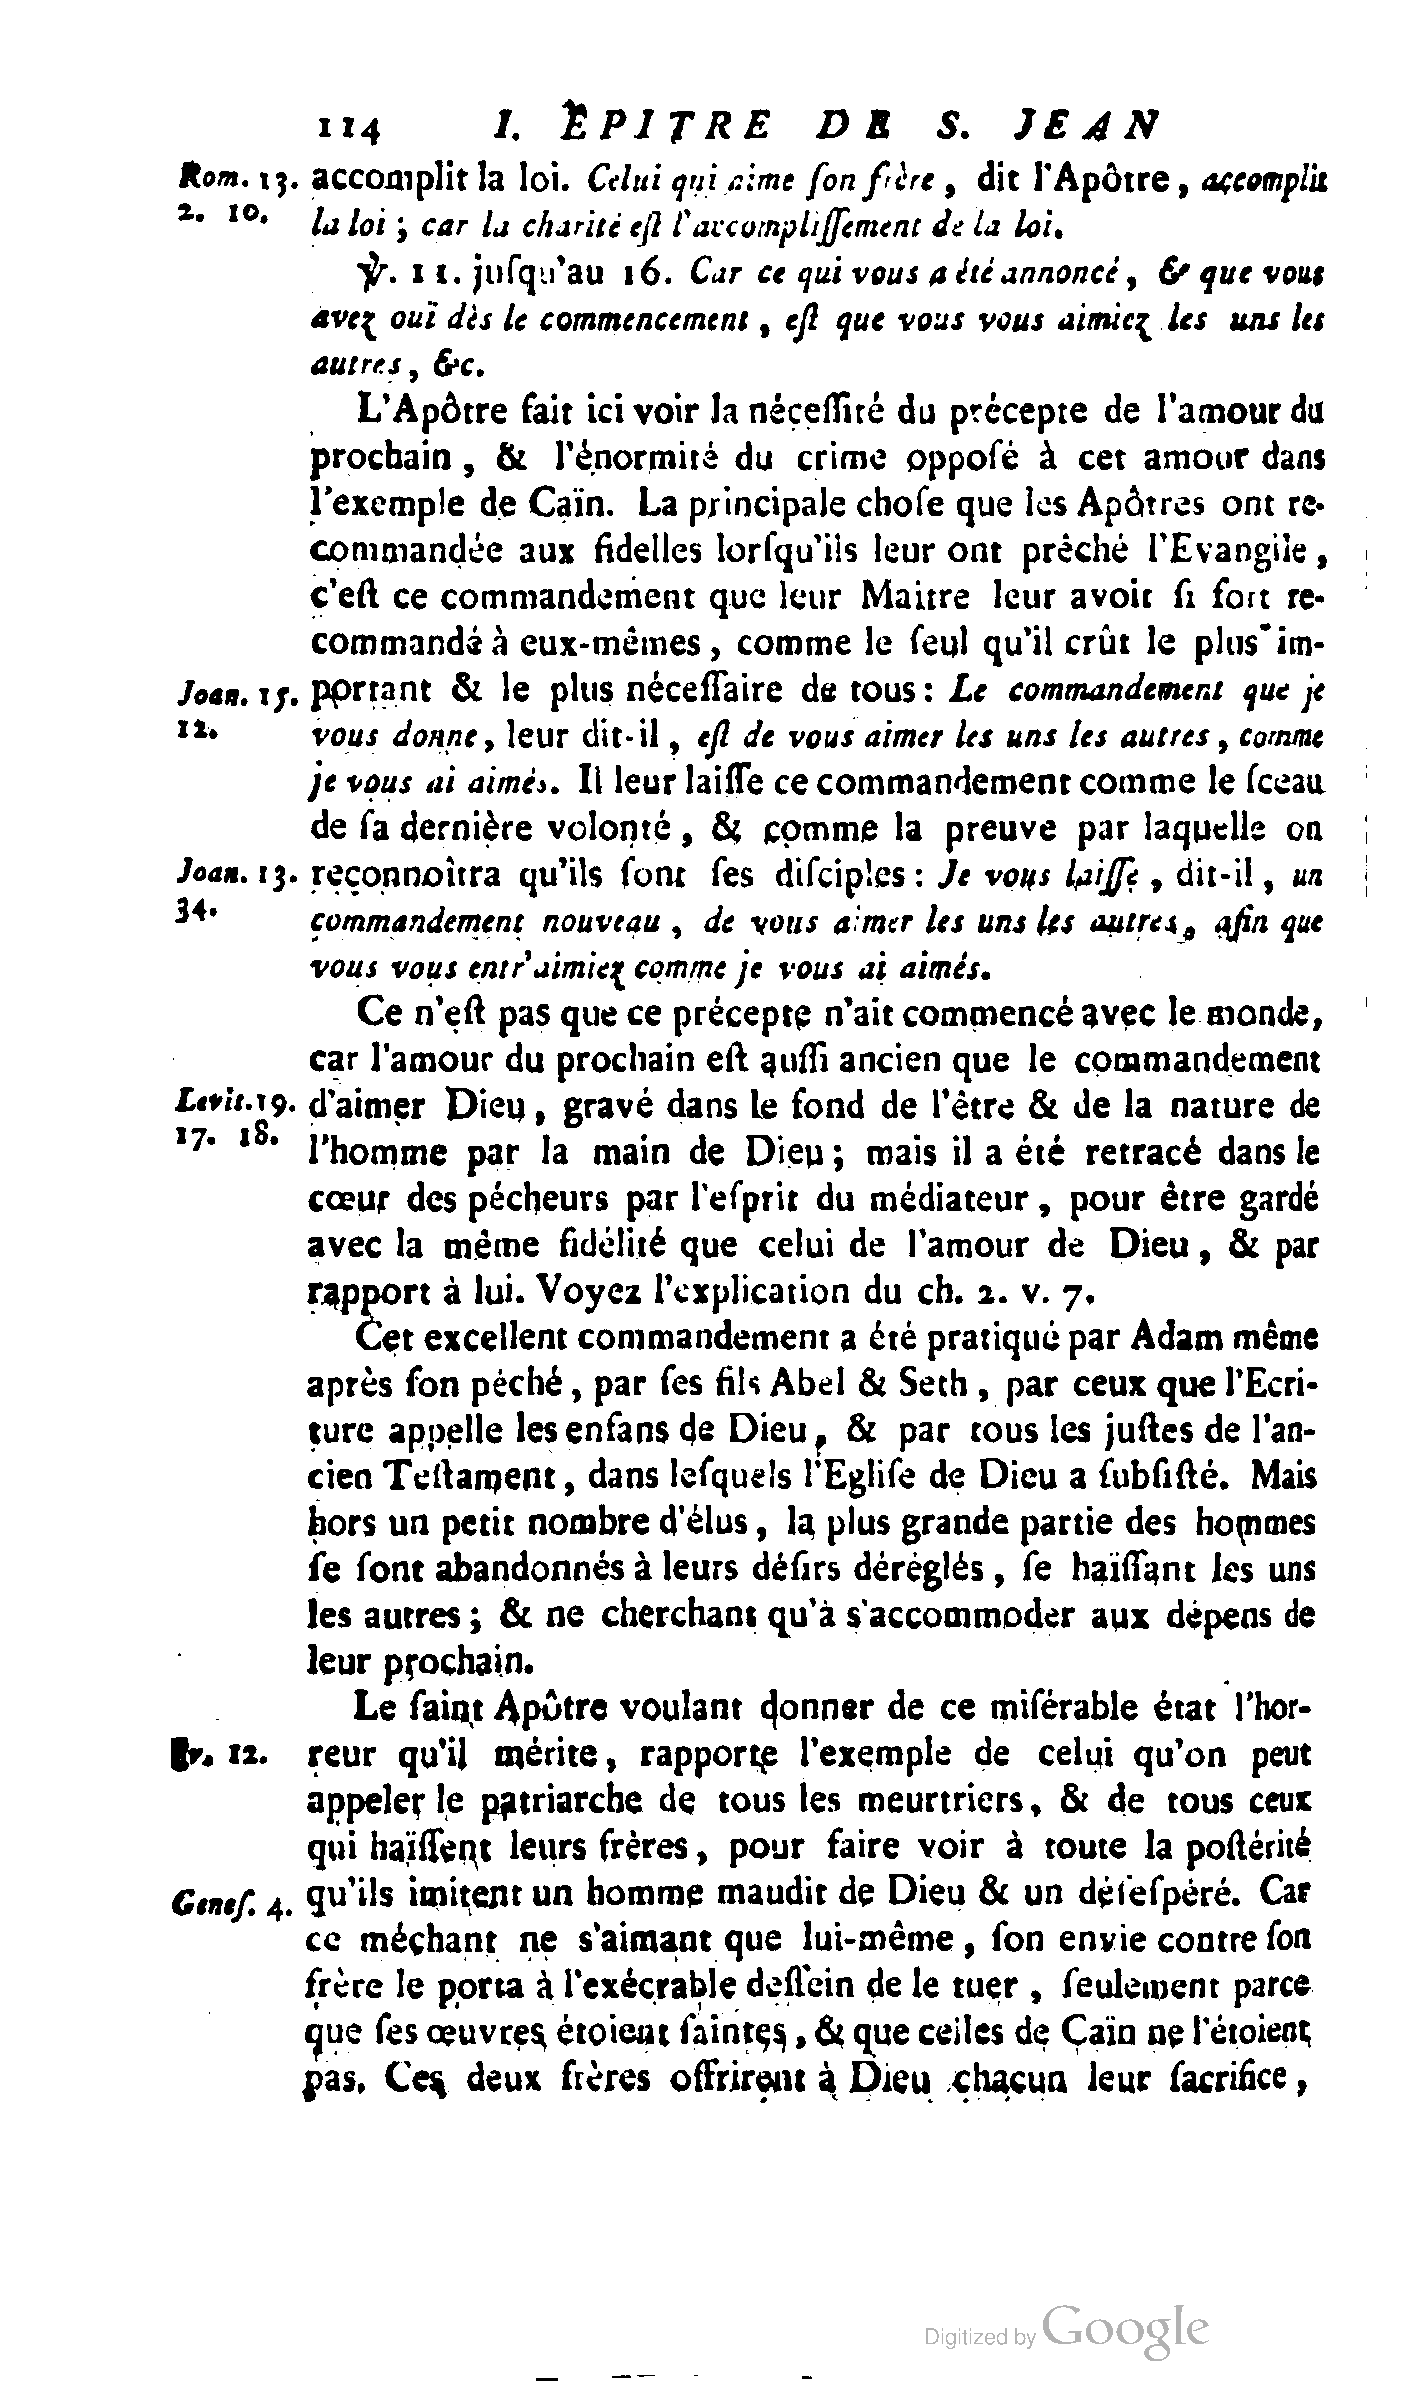 114 I. ÉPITRE DE S. JEAN
Rom. 13. accomplit la loi. Celui qui aime ſon frère, dit l'Apôtre, accomplit
2. 10. la loi ; car la charité eſt l'accompliſſement de la loi.
℣. 11. juſqu'au 16. Car ce qui vous a été annoncé, & que vous
avez ouï dès le commencement, eſt que vous vous aimiez les uns les
autres, &c.
L'Apôtre fait ici voir la néceſſité du précepte de l'amour du
prochain, & l'énormité du crime oppoſé à cet amour dans
l'exemple de Caïn. La principale choſe que les Apôtres ont re-
commandée aux fidelles lorſqu'ils leur ont prêché l'Evangile,
c'eſt ce commandement que leur Maitre leur avoit ſi fort re-
commandé à eux-mêmes, comme le ſeul qu'il crût le plus im-
Joan. 15. portant & le plus néceſſaire de tous : Le commandement que je
12. vous donne, leur dit-il, eſt de vous aimer les uns les autres, comme
je vous ai aimés. Il leur laiſſe ce commandement comme le ſceau
de ſa dernière volonté, & comme la preuve par laquelle on
Joan. 13. reconnoîtra qu'ils ſont ſes diſciples : Je vous laiſſe, dit-il, un
34. commandement nouveau, de vous aimer les uns les autres, afin que
vous vous entr'aimiez comme je vous ai aimés.
Ce n'eſt pas que ce précepte n'ait commencé avec le monde,
car l'amour du prochain eſt auſſi ancien que le commandement
Levit. 19. d'aimer Dieu, gravé dans le fond de l'être & de la nature de
17. 18. l'homme par la main de Dieu ; mais il a été retracé dans le
cœur des pécheurs par l'eſprit du médiateur, pour être gardé
avec la même fidélité que celui de l'amour de Dieu, & par
rapport à lui. Voyez l'explication du ch. 2. v. 7.
Cet excellent commandement a été pratiqué par Adam même
après ſon péché, par ſes fils Abel & Seth, par ceux que l'Ecri-
ture appelle les enfans de Dieu, & par tous les juſtes de l'an-
cien Teſtament, dans leſquels l'Egliſe de Dieu a ſubſiſté. Mais
hors un petit nombre d'élus, la plus grande partie des hommes
ſe ſont abandonnés à leurs déſirs déréglés, ſe haïſſant les uns
les autres ; & ne cherchant qu'à s'accommoder aux dépens de
leur prochain.
Le ſaint Apôtre voulant donner de ce miſérable état l'hor-
℣. 12. reur qu'il mérite, rapporte l'exemple de celui qu'on peut
appeler le patriarche de tous les meurtriers, & de tous ceux
qui haïſſent leurs frères, pour faire voir à toute la poſtérité
Geneſ. 4. qu'ils imitent un homme maudit de Dieu & un déſeſpéré. Car
ce méchant ne s'aimant que lui-même, ſon envie contre ſon
frère le porta à l'exécrable deſſein de le tuer, ſeulement parce
que ſes œuvres étoient ſaintes, & que celles de Caïn ne l'étoient
pas. Ces deux frères offrirent à Dieu chacun leur ſacrifice,
Digitized by Google